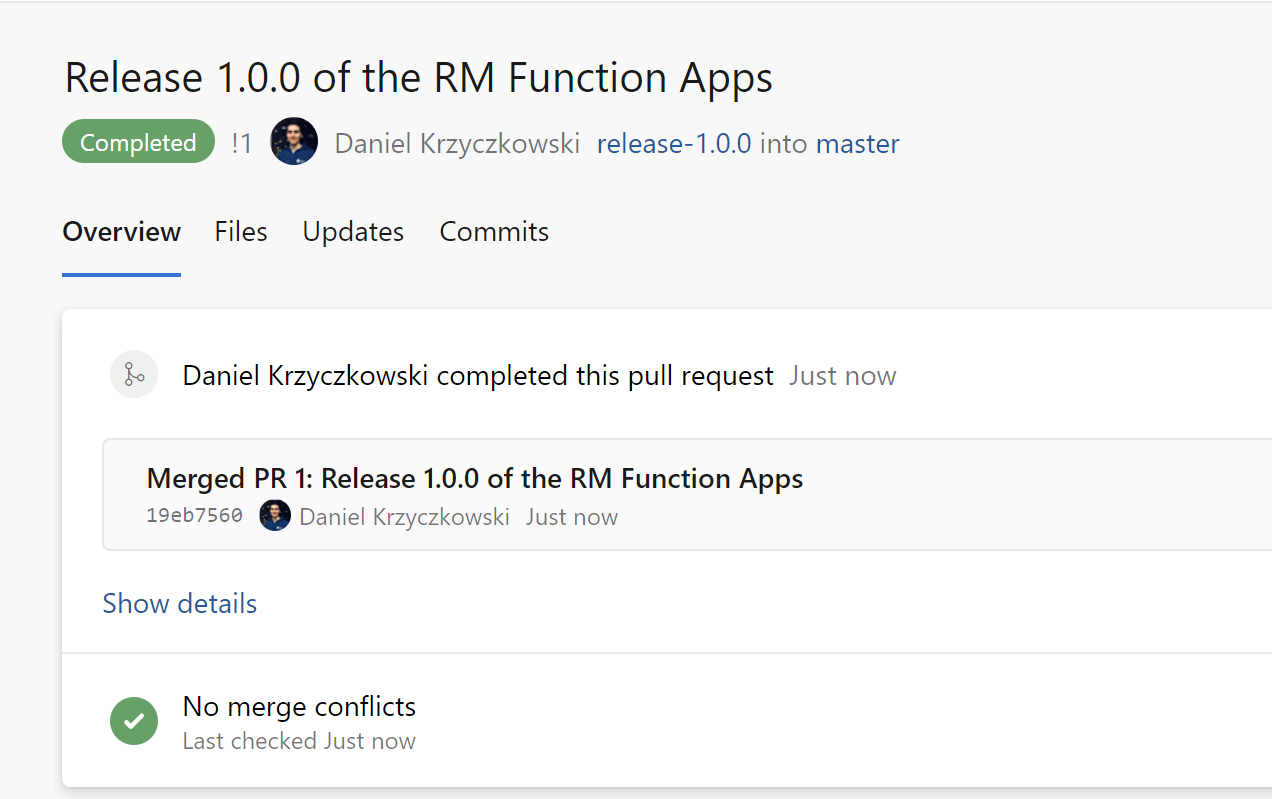 Release 1.0.0 of the RM Function Apps
Completed !1 Daniel Krzyczkowski release-1.0.0 into master
Overview Files Updates Commits
Daniel Krzyczkowski completed this pull request Just now
Merged PR 1: Release 1.0.0 of the RM Function Apps
19eb7560 Daniel Krzyczkowski Just now
Show details
No merge conflicts
Last checked Just now